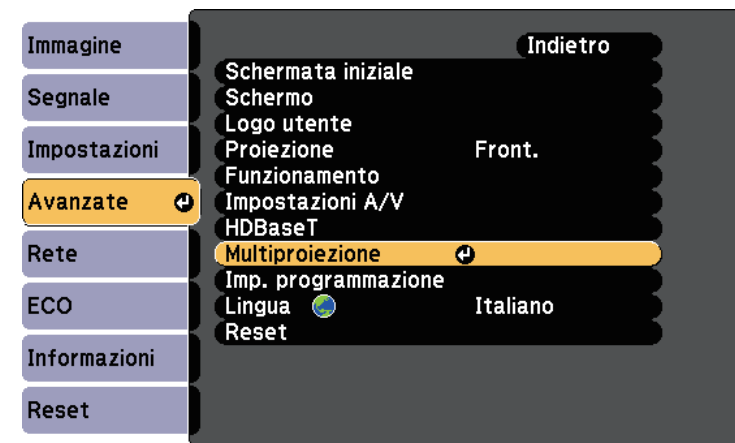 Immagine
Segnale
Impostazioni
Avanzate
Rete
ECO
Informazioni
Reset
Indietro
Schermata iniziale
Schermo
Logo utente
Proiezione Front.
Funzionamento
Impostazioni A/V
HDBaseT
Multiproiezione
Imp. programmazione
Lingua Italiano
Reset